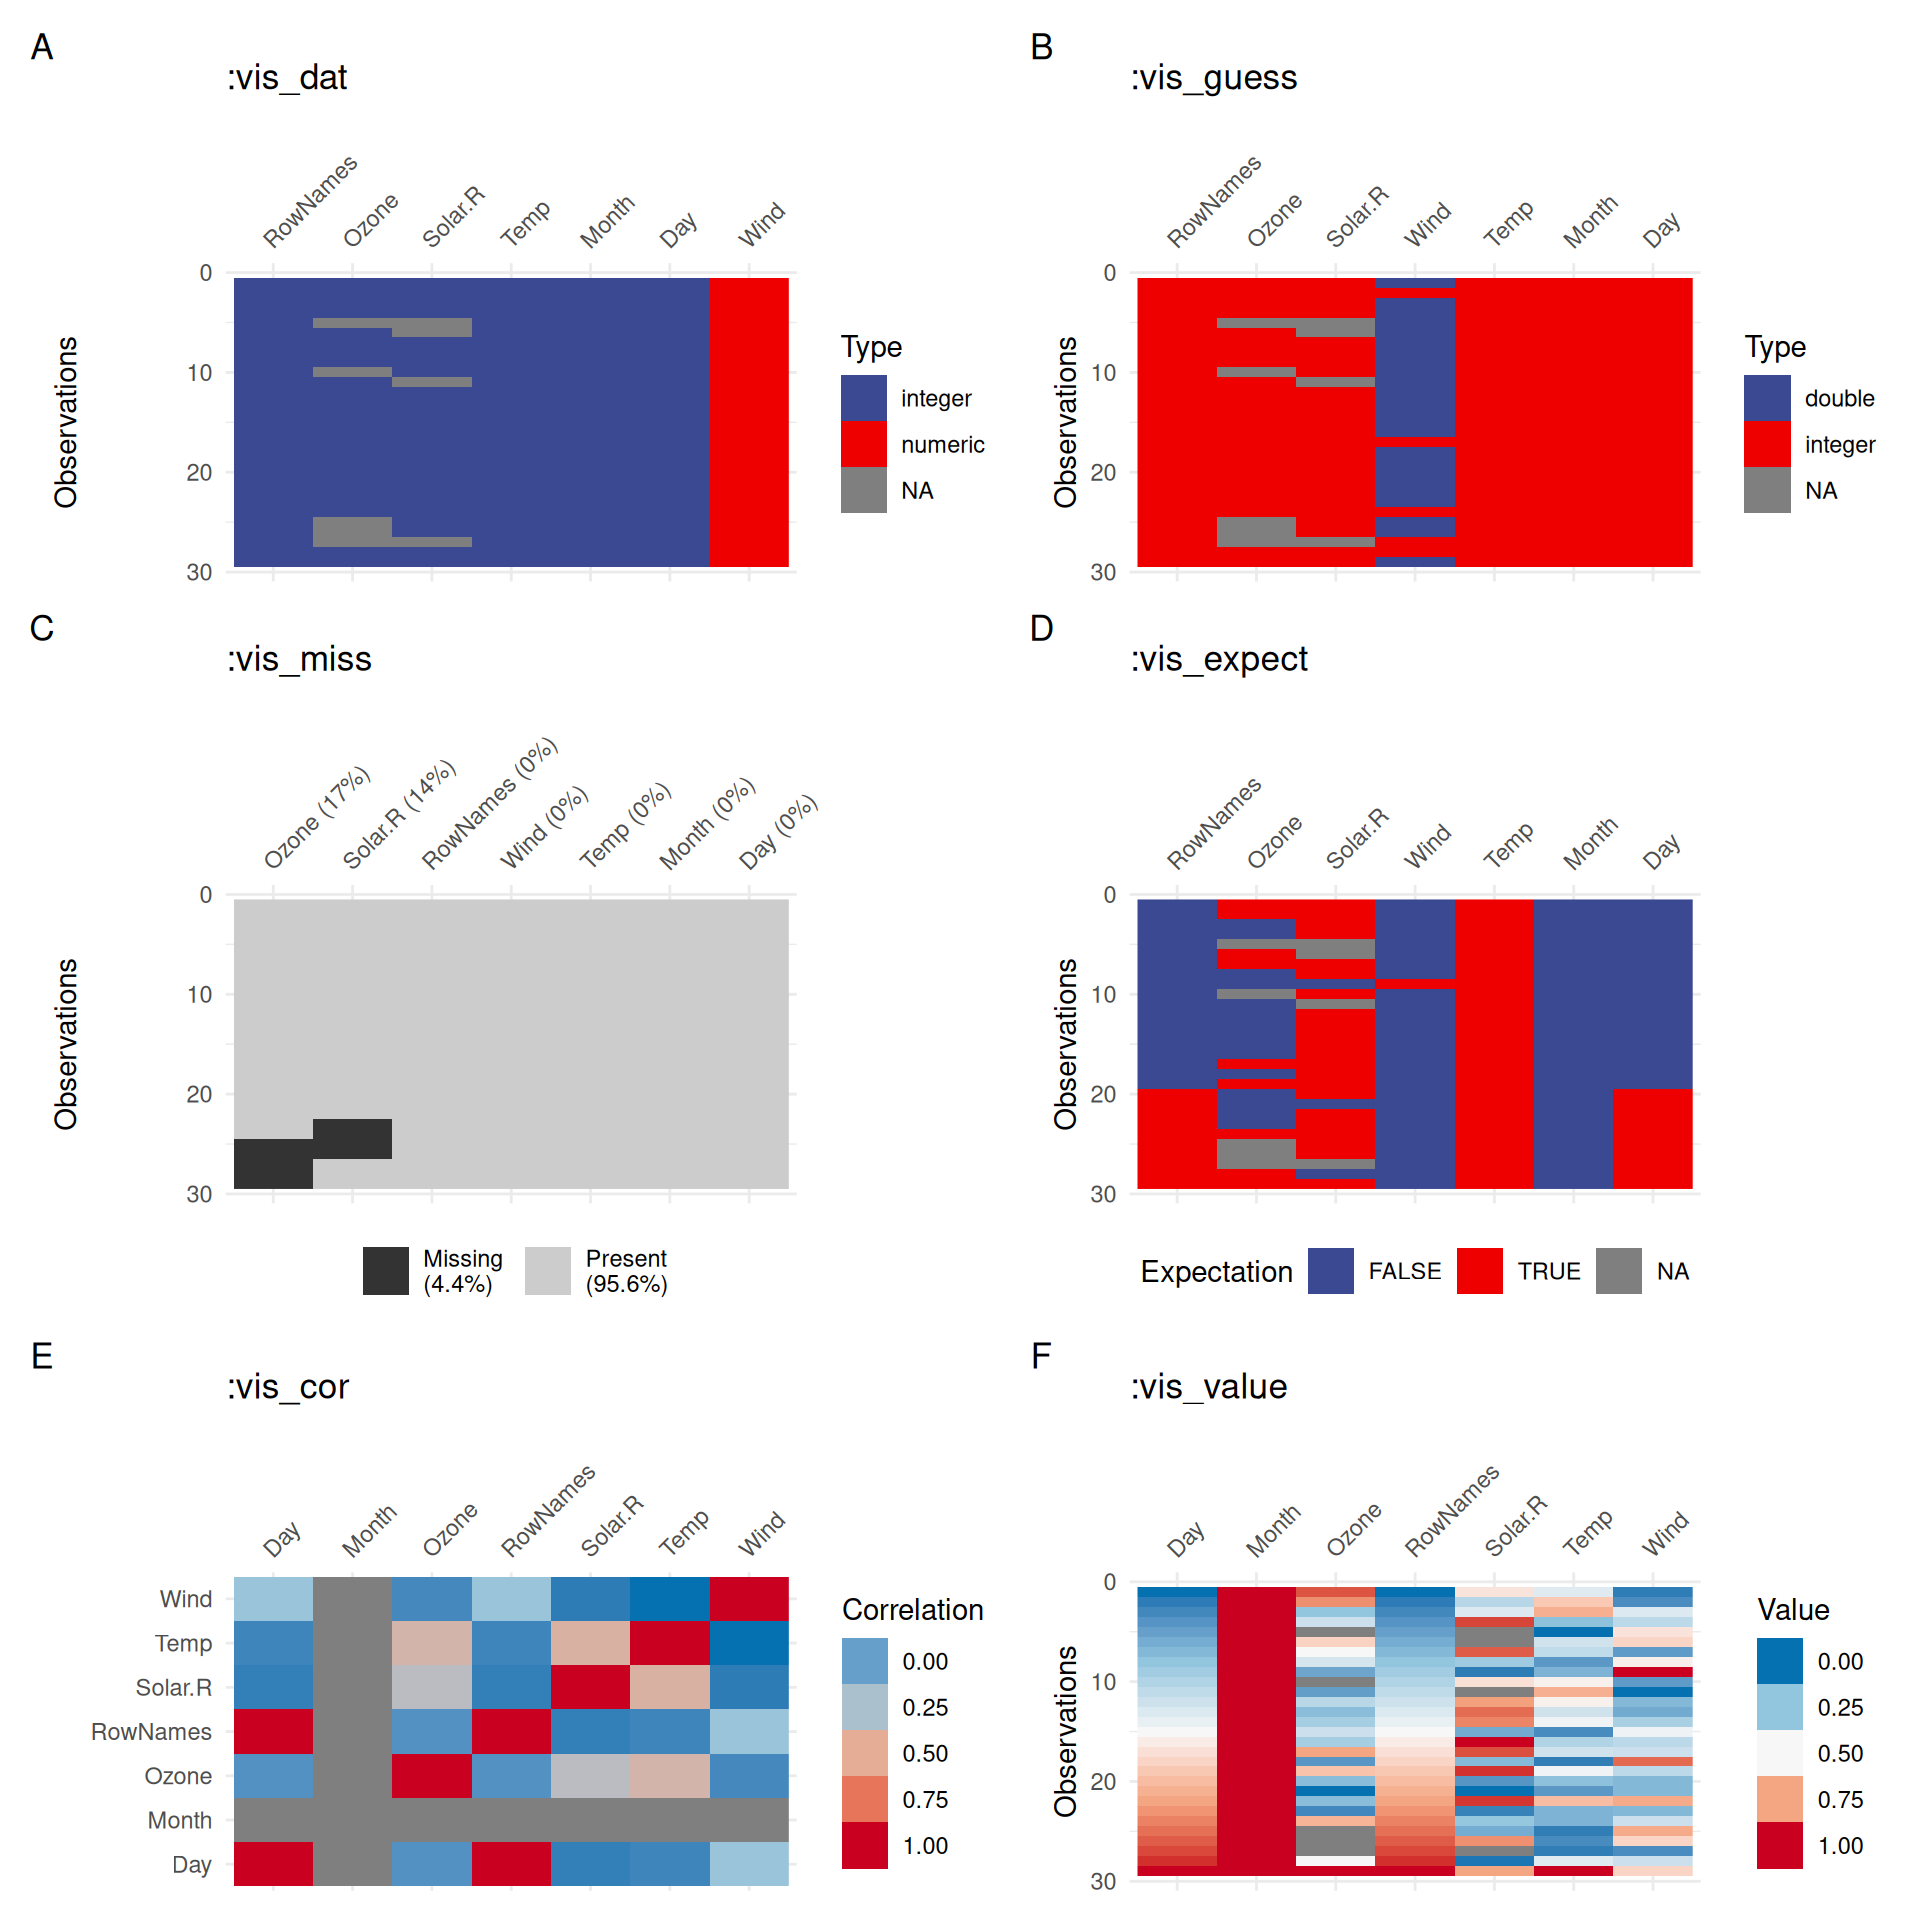 A
:vis_dat
RowNames
Ozone
Solar.R
Temp
Month
Day
Wind
0
10
20
30
Observations
Type
integer
numeric
NA
B
:vis_guess
RowNames
Ozone
Solar.R
Wind
Temp
Month
Day
0
10
20
30
Observations
Type
double
integer
NA
C
:vis_miss
Ozone (17%)
Solar.R (14%)
RowNames (0%)
Wind (0%)
Temp (0%)
Month (0%)
Day (0%)
0
10
20
30
Observations
Missing
(4.4%)
Present
(95.6%)
D
:vis_expect
RowNames
Ozone
Solar.R
Wind
Temp
Month
Day
0
10
20
30
Observations
Expectation
FALSE
TRUE
NA
E
:vis_cor
Day
Month
Ozone
RowNames
Solar.R
Temp
Wind
Wind
Temp
Solar.R
RowNames
Ozone
Month
Day
Correlation
0.00
0.25
0.50
0.75
1.00
F
:vis_value
Day
Month
Ozone
RowNames
Solar.R
Temp
Wind
0
10
20
30
Observations
Value
0.00
0.25
0.50
0.75
1.00